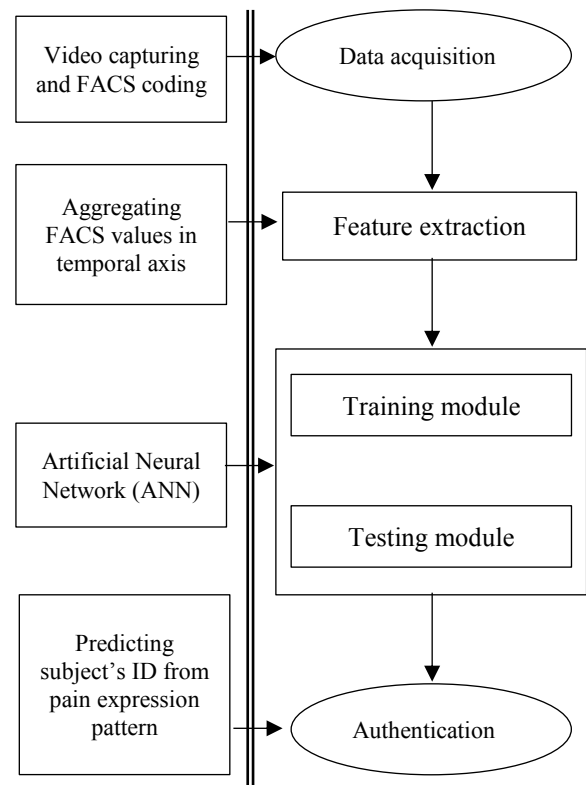 Video capturing
and FACS coding
Data acquisition
Aggregating
FACS values in
temporal axis
Feature extraction
Artificial Neural
Network (ANN)
Training module
Testing module
Predicting
subject's ID from
pain expression
pattern
Authentication